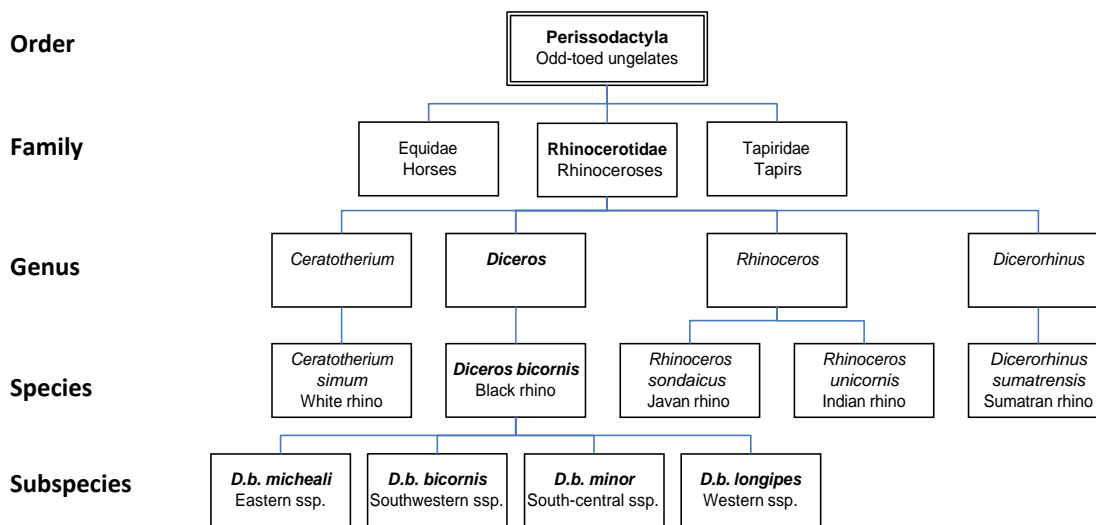 Order
Perissodactyla
Odd-toed ungelates
Family
Equidae
Horses
Rhinocerotidae
Rhinoceroses
Tapiridae
Tapirs
Genus
Ceratotherium
Diceros
Rhinoceros
Dicerorhinus
Species
Ceratotherium
simum
White rhino
Diceros bicornis
Black rhino
Rhinoceros
sondaicus
Javan rhino
Rhinoceros
unicornis
Indian rhino
Dicerorhinus
sumatrensis
Sumatran rhino
Subspecies
D.b. micheali
Eastern ssp.
D.b. bicornis
Southwestern ssp.
D.b. minor
South-central ssp.
D.b. longipes
Western ssp.